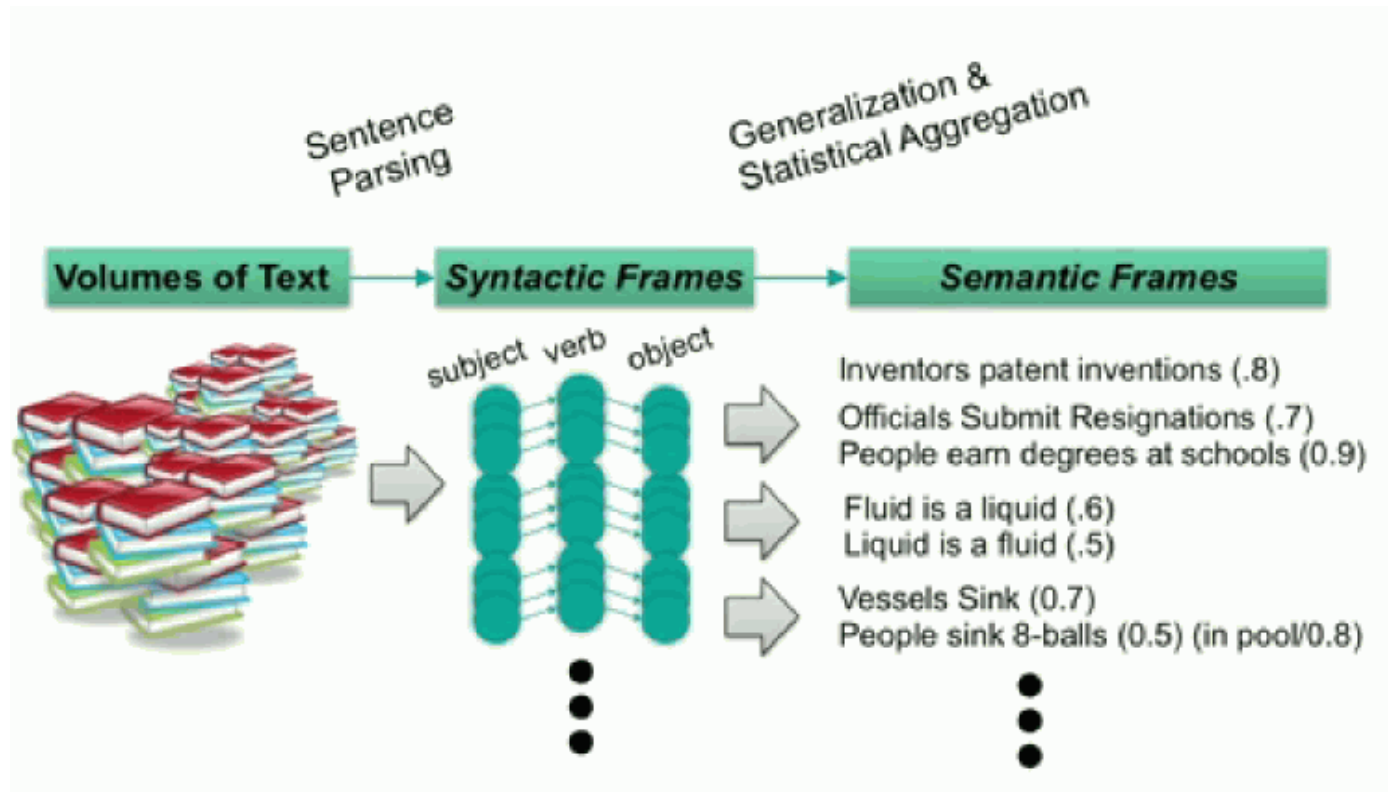 Sentence
Parsing
Generalization &
Statistical Aggregation
Volumes of Text
Syntactic Frames
Semantic Frames
subject verb object
Inventors patent inventions (.8)
Officials Submit Resignations (.7)
People earn degrees at schools (0.9)
Fluid is a liquid (.6)
Liquid is a fluid (.5)
Vessels Sink (0.7)
People sink 8-balls (0.5) (in pool/0.8)